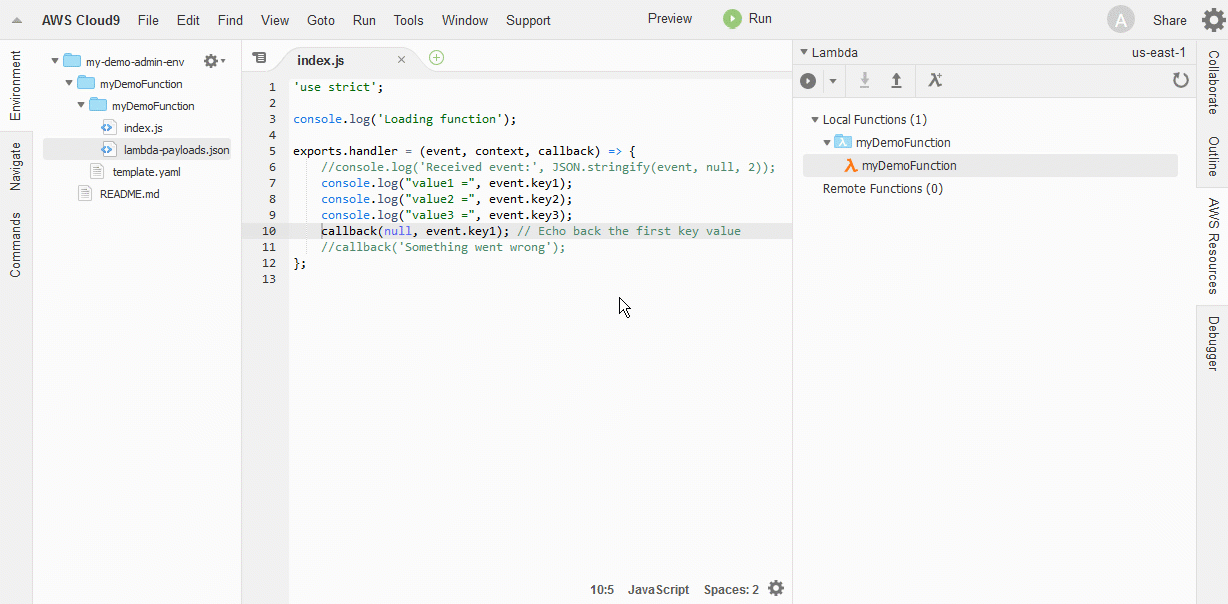 AWS Cloud9 File Edit Find View Goto Run Tools Window Support Preview Run A Share
Environment
Navigate
Commands
my-demo-admin-env
myDemoFunction
myDemoFunction
index.js
lambda-payloads.json
template.yaml
README.md
index.js
1 'use strict';
2
3 console.log('Loading function');
4
5 exports.handler = (event, context, callback) => {
6 //console.log('Received event:', JSON.stringify(event, null, 2));
7 console.log("value1 =", event.key1);
8 console.log("value2 =", event.key2);
9 console.log("value3 =", event.key3);
10 callback(null, event.key1); // Echo back the first key value
11 //callback('Something went wrong');
12 };
13
10:5 JavaScript Spaces: 2
Lambda us-east-1
Local Functions (1)
myDemoFunction
myDemoFunction
Remote Functions (0)
Collaborate
Outline
AWS Resources
Debugger